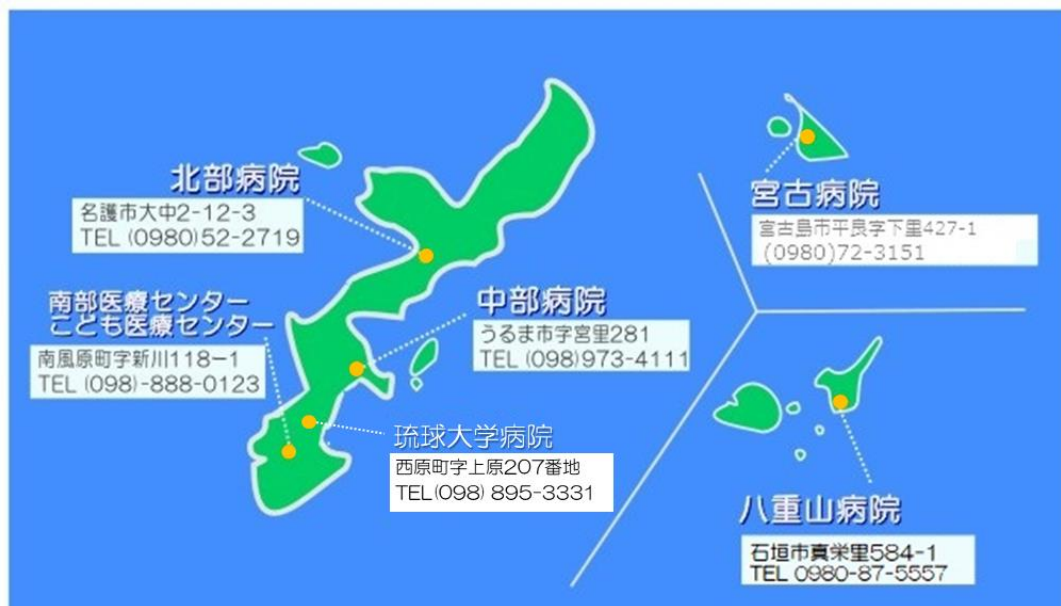 北部病院
名護市大中2-12-3
TEL (0980)52-2719
南部医療センター
こども医療センター
南風原町字新川118－1
TEL (098)-888-0123
中部病院
うるま市字宮里281
TEL (098)973-4111
琉球大学病院
西原町字上原207番地
TEL(098) 895-3331
宮古病院
宮古島市平良字下里427-1
(0980)72-3151
八重山病院
石垣市真栄里584-1
TEL 0980-87-5557